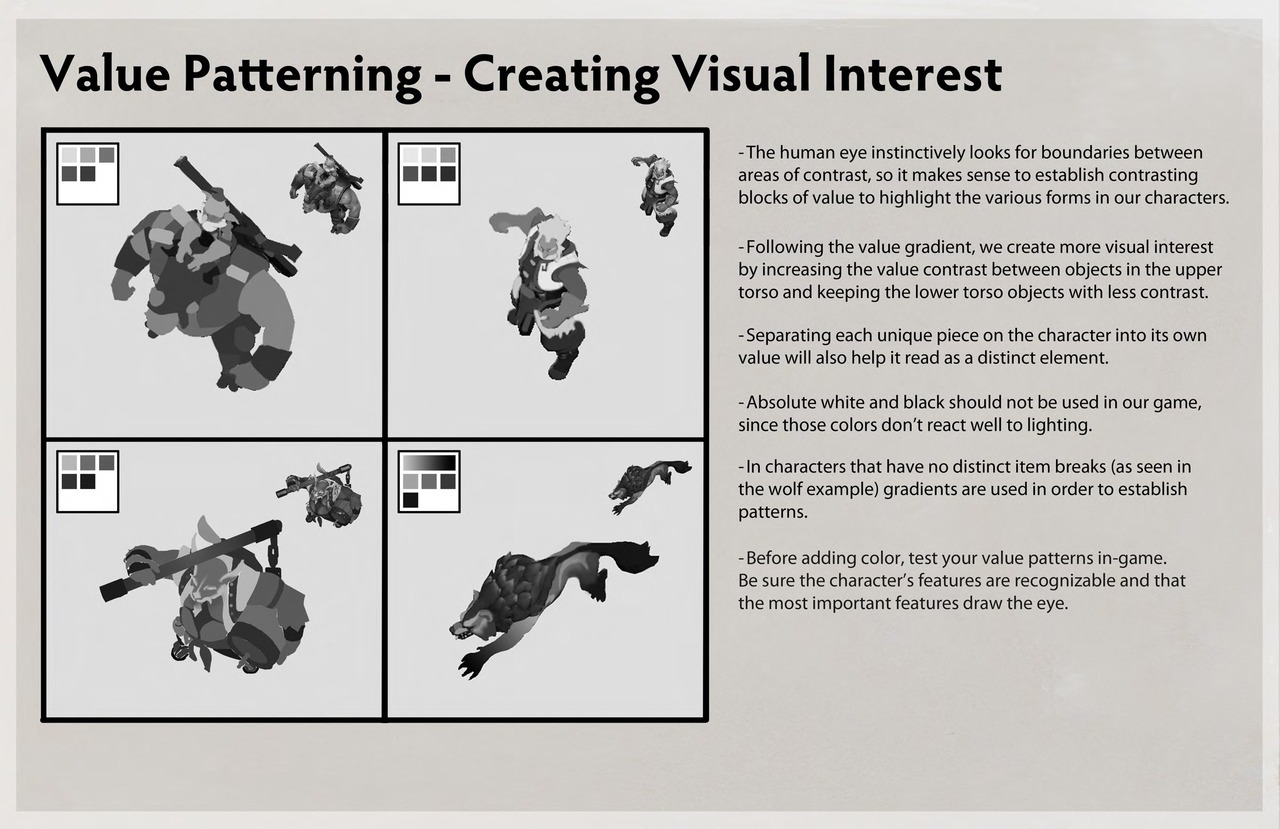 Value Patterning - Creating Visual Interest
-The human eye instinctively looks for boundaries between
areas of contrast, so it makes sense to establish contrasting
blocks of value to highlight the various forms in our characters.
-Following the value gradient, we create more visual interest
by increasing the value contrast between objects in the upper
torso and keeping the lower torso objects with less contrast.
-Separating each unique piece on the character into its own
value will also help it read as a distinct element.
-Absolute white and black should not be used in our game,
since those colors don’t react well to lighting.
-In characters that have no distinct item breaks (as seen in
the wolf example) gradients are used in order to establish
patterns.
-Before adding color, test your value patterns in-game.
Be sure the character’s features are recognizable and that
the most important features draw the eye.